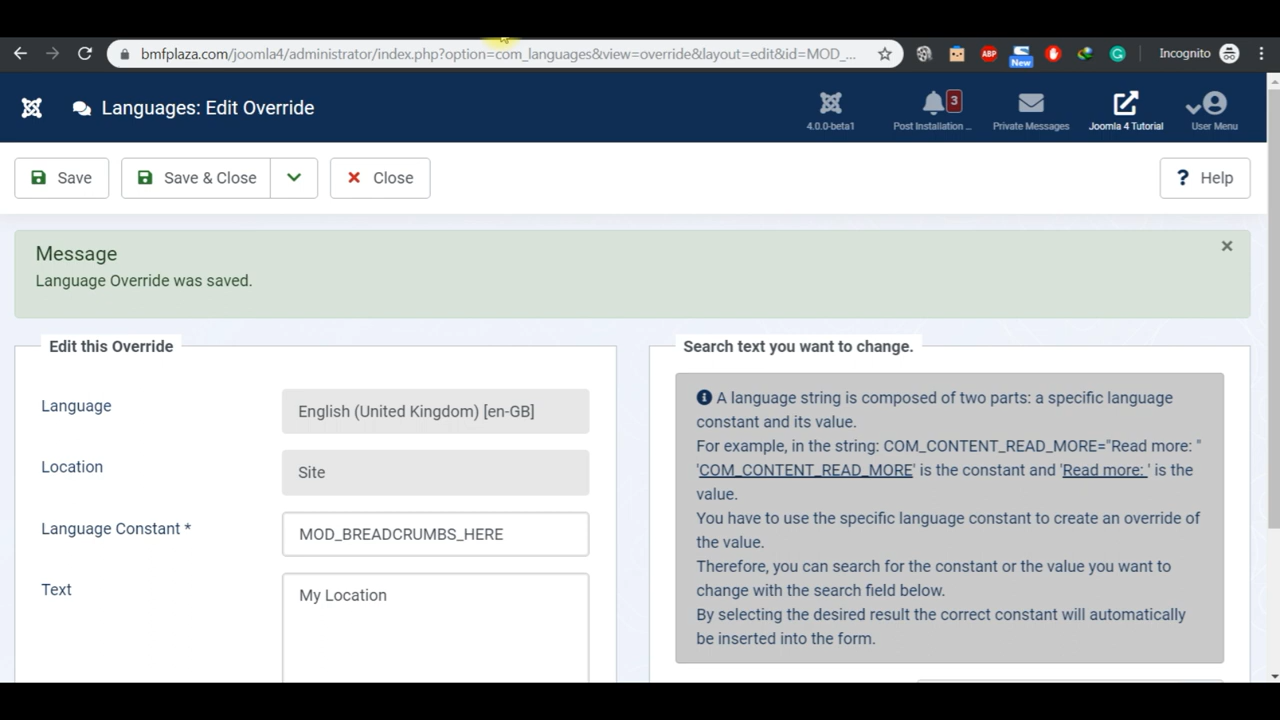 bmfplaza.com/joomla4/administrator/index.php?option=com_languages&view=override&layout=edit&id=MOD_...
ABP
New
Incognito
Languages: Edit Override
4.0.0-beta1
3
Post Installation ...
Private Messages
Joomla 4 Tutorial
User Menu
Save
Save & Close
Close
? Help
Message
Language Override was saved.
Edit this Override
Language
English (United Kingdom) [en-GB]
Location
Site
Language Constant *
MOD_BREADCRUMBS_HERE
Text
My Location
Search text you want to change.
A language string is composed of two parts: a specific language
constant and its value.
For example, in the string: COM_CONTENT_READ_MORE="Read more: "
'COM_CONTENT_READ_MORE' is the constant and 'Read more: ' is the
value.
You have to use the specific language constant to create an override of
the value.
Therefore, you can search for the constant or the value you want to
change with the search field below.
By selecting the desired result the correct constant will automatically
be inserted into the form.